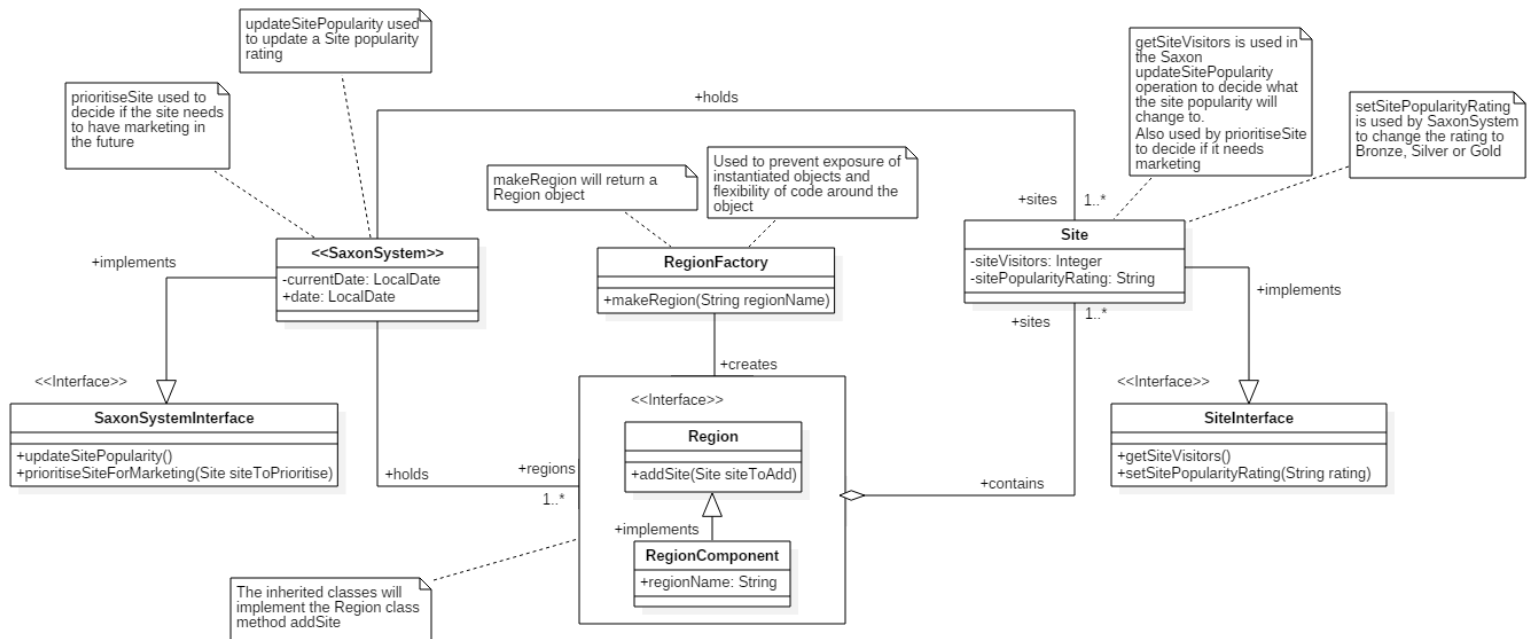 updateSitePopularity used
to update a Site popularity
rating
prioritiseSite used to
decide if the site needs
to have marketing in
the future
+holds
getSiteVisitors is used in
the Saxon
updateSitePopularity
operation to decide what
the site popularity will
change to.
Also used by prioritiseSite
to decide if it needs
marketing
setSitePopularityRating
is used by SaxonSystem
to change the rating to
Bronze, Silver or Gold
makeRegion will return a
Region object
Used to prevent exposure of
instantiated objects and
flexibility of code around the
object
+sites
1..*
+implements
<<SaxonSystem>>
-currentDate: LocalDate
+date: LocalDate
RegionFactory
+makeRegion(String regionName)
Site
-siteVisitors: Integer
-sitePopularityRating: String
+implements
+sites
1..*
+creates
<<Interface>>
SaxonSystemInterface
+updateSitePopularity()
+prioritiseSiteForMarketing(Site siteToPrioritise)
<<Interface>>
Region
+addSite(Site siteToAdd)
<<Interface>>
SiteInterface
+getSiteVisitors()
+setSitePopularityRating(String rating)
+holds
+regions
1..*
+contains
+implements
RegionComponent
+regionName: String
The inherited classes will
implement the Region class
method addSite